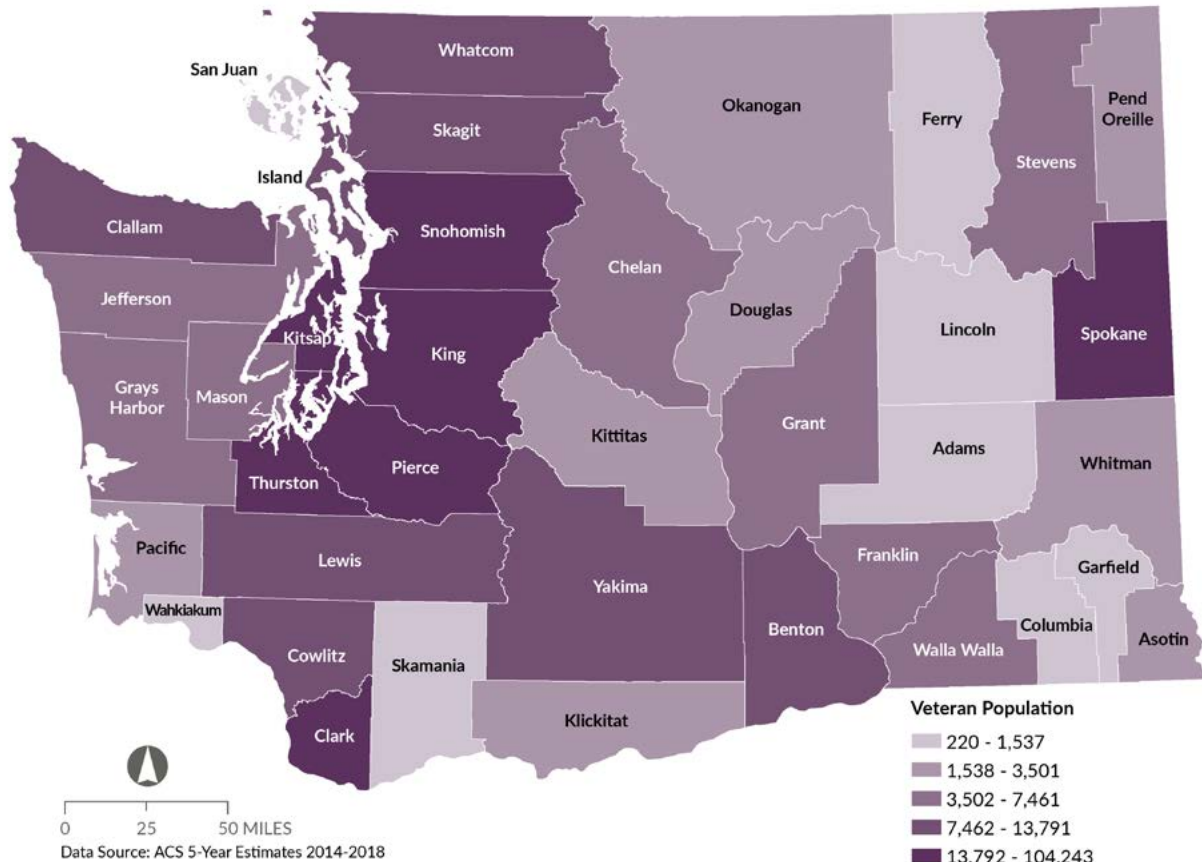 Whatcom
San Juan
Okanogan
Ferry
Pend
Oreille
Skagit
Stevens
Island
Clallam
Snohomish
Chelan
Jefferson
Douglas
Lincoln
Spokane
Kitsap
King
Grays
Harbor
Mason
Grant
Kittitas
Adams
Whitman
Pierce
Thurston
Pacific
Lewis
Franklin
Garfield
Yakima
Wahkiakum
Benton
Columbia
Asotin
Cowlitz
Skamania
Walla Walla
Klickitat
Clark
Veteran Population
220 - 1,537
1,538 - 3,501
3,502 - 7,461
7,462 - 13,791
13,792 - 104,243
0 25 50 MILES
Data Source: ACS 5-Year Estimates 2014-2018